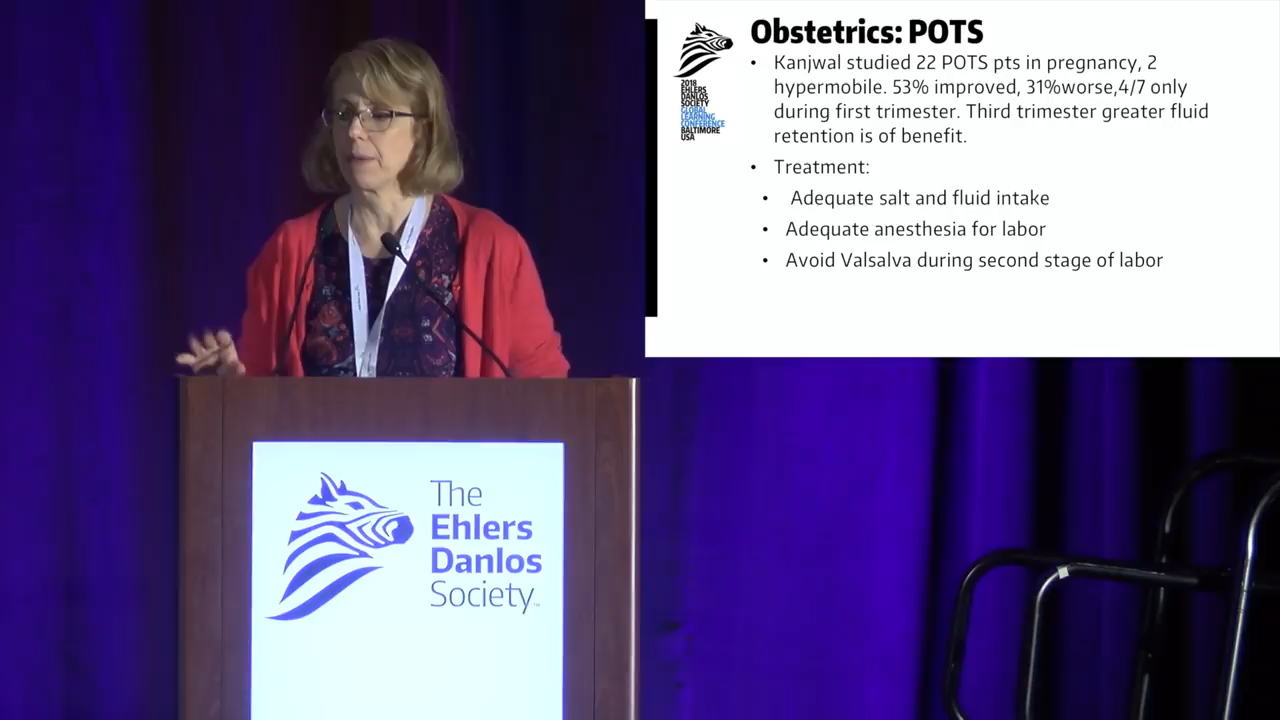 Obstetrics: POTS
• Kanjwal studied 22 POTS pts in pregnancy, 2
hypermobile. 53% improved, 31%worse,4/7 only
during first trimester. Third trimester greater fluid
retention is of benefit.
• Treatment:
• Adequate salt and fluid intake
• Adequate anesthesia for labor
• Avoid Valsalva during second stage of labor
2018
EHLERS
DANLOS
SOCIETY
GLOBAL
LEARNING
CONFERENCE
BALTIMORE
USA
The
Ehlers
Danlos
Society™